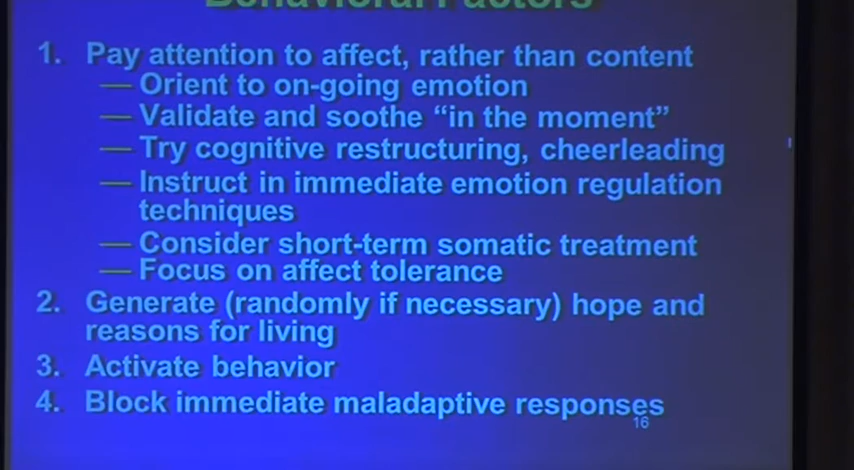 Behavioral Factors
1. Pay attention to affect, rather than content
— Orient to on-going emotion
— Validate and soothe “in the moment”
— Try cognitive restructuring, cheerleading
— Instruct in immediate emotion regulation
techniques
— Consider short-term somatic treatment
— Focus on affect tolerance
2. Generate (randomly if necessary) hope and
reasons for living
3. Activate behavior
4. Block immediate maladaptive responses
16